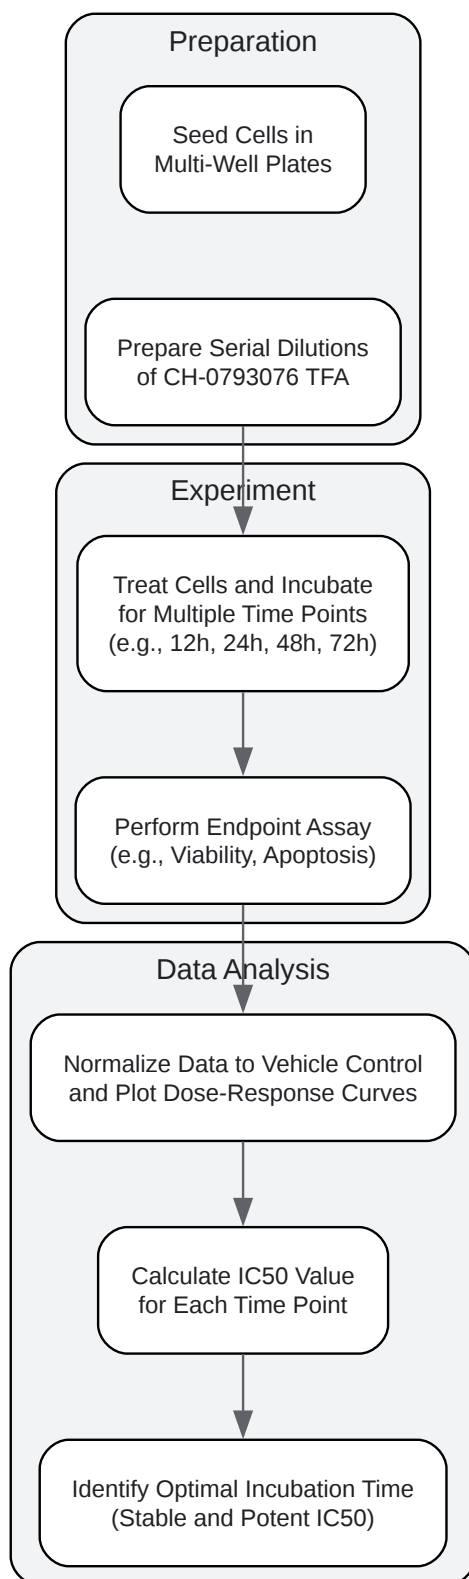 Preparation
Seed Cells in
Multi-Well Plates
Prepare Serial Dilutions
of CH-0793076 TFA
Experiment
Treat Cells and Incubate
for Multiple Time Points
(e.g., 12h, 24h, 48h, 72h)
Perform Endpoint Assay
(e.g., Viability, Apoptosis)
Data Analysis
Normalize Data to Vehicle Control
and Plot Dose-Response Curves
Calculate IC50 Value
for Each Time Point
Identify Optimal Incubation Time
(Stable and Potent IC50)